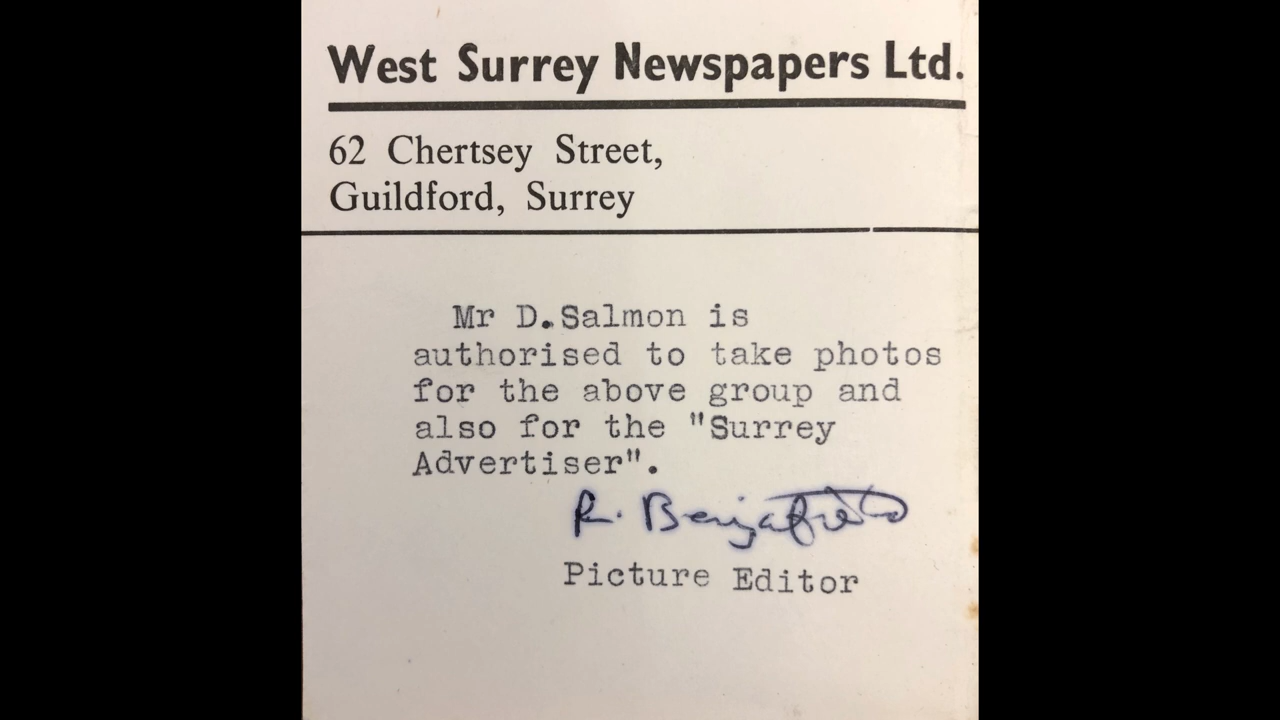 West Surrey Newspapers Ltd.
62 Chertsey Street,
Guildford, Surrey
Mr D.Salmon is
authorised to take photos
for the above group and
also for the "Surrey
Advertiser".
R. Benjafield
Picture Editor